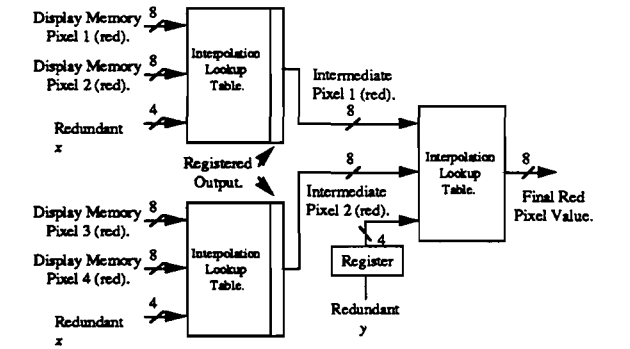 Display Memory
Pixel 1 (red).
8
Display Memory
Pixel 2 (red).
8
Redundant
x
4
Interpolation
Lookup
Table.
Registered
Output.
Display Memory
Pixel 3 (red).
8
Display Memory
Pixel 4 (red).
8
Redundant
x
4
Interpolation
Lookup
Table.
Intermediate
Pixel 1 (red).
8
8
Intermediate
Pixel 2 (red).
4
Register
Redundant
y
Interpolation
Lookup
Table.
8
Final Red
Pixel Value.